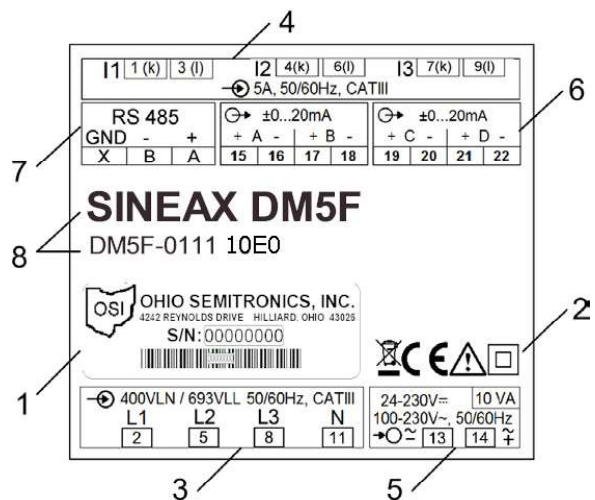 4
I1 1 (k) 3 (l) I2 4(k) 6(l) I3 7(k) 9(l)
5A, 50/60Hz, CATIII
6
RS 485
GND - +
X B A
±0...20mA
+ A - + B -
15 16 17 18
±0...20mA
+ C - + D -
19 20 21 22
7
SINEAX DM5F
8
DM5F-0111 10E0
OSI
OHIO SEMITRONICS, INC.
4242 REYNOLDS DRIVE HILLIARD, OHIO 43026
S/N: 00000000
2
CE
1
400VLN / 693VLL 50/60Hz, CATIII
L1 L2 L3 N
2 5 8 11
24-230V⎓ 10 VA
100-230V~, 50/60Hz
≃ 13 14 ~ +
3
5